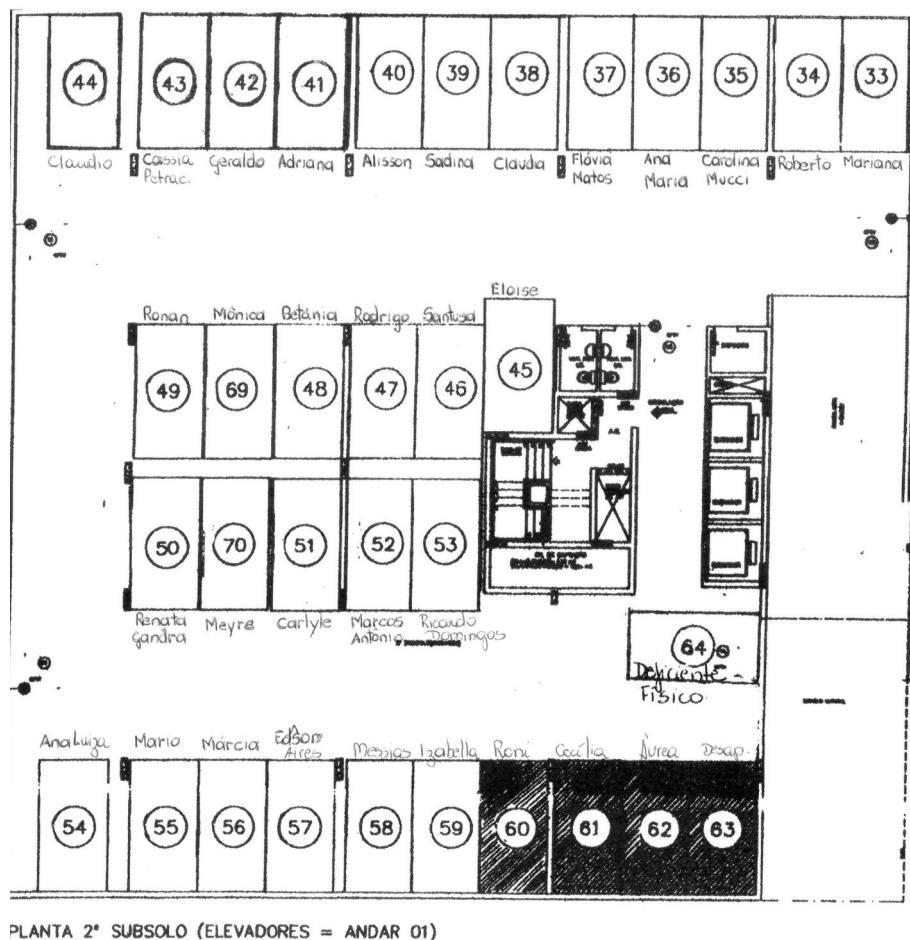 44 43 42 41 40 39 38 37 36 35 34 33
Claudio Cassia Geraldo Adriana Alisson Sadina Claudia Flávia Ana Carolina Roberto Mariana
Petrac. Matos Maria Mucci
Eloise
Ronan Mônica Betânia Rodrigo Santusa
45
49 69 48 47 46
50 70 51 52 53
Renata Meyre Carlyle Marcos Ricardo
Gandra Antônio Domingos
64
Deficiente
Físico
Ana Luiza Mario Márcia Edson Messias Izabella Roni Cecília Áurea Desap.
Aires
54 55 56 57 58 59 60 61 62 63
PLANTA 2º SUBSOLO (ELEVADORES = ANDAR 01)